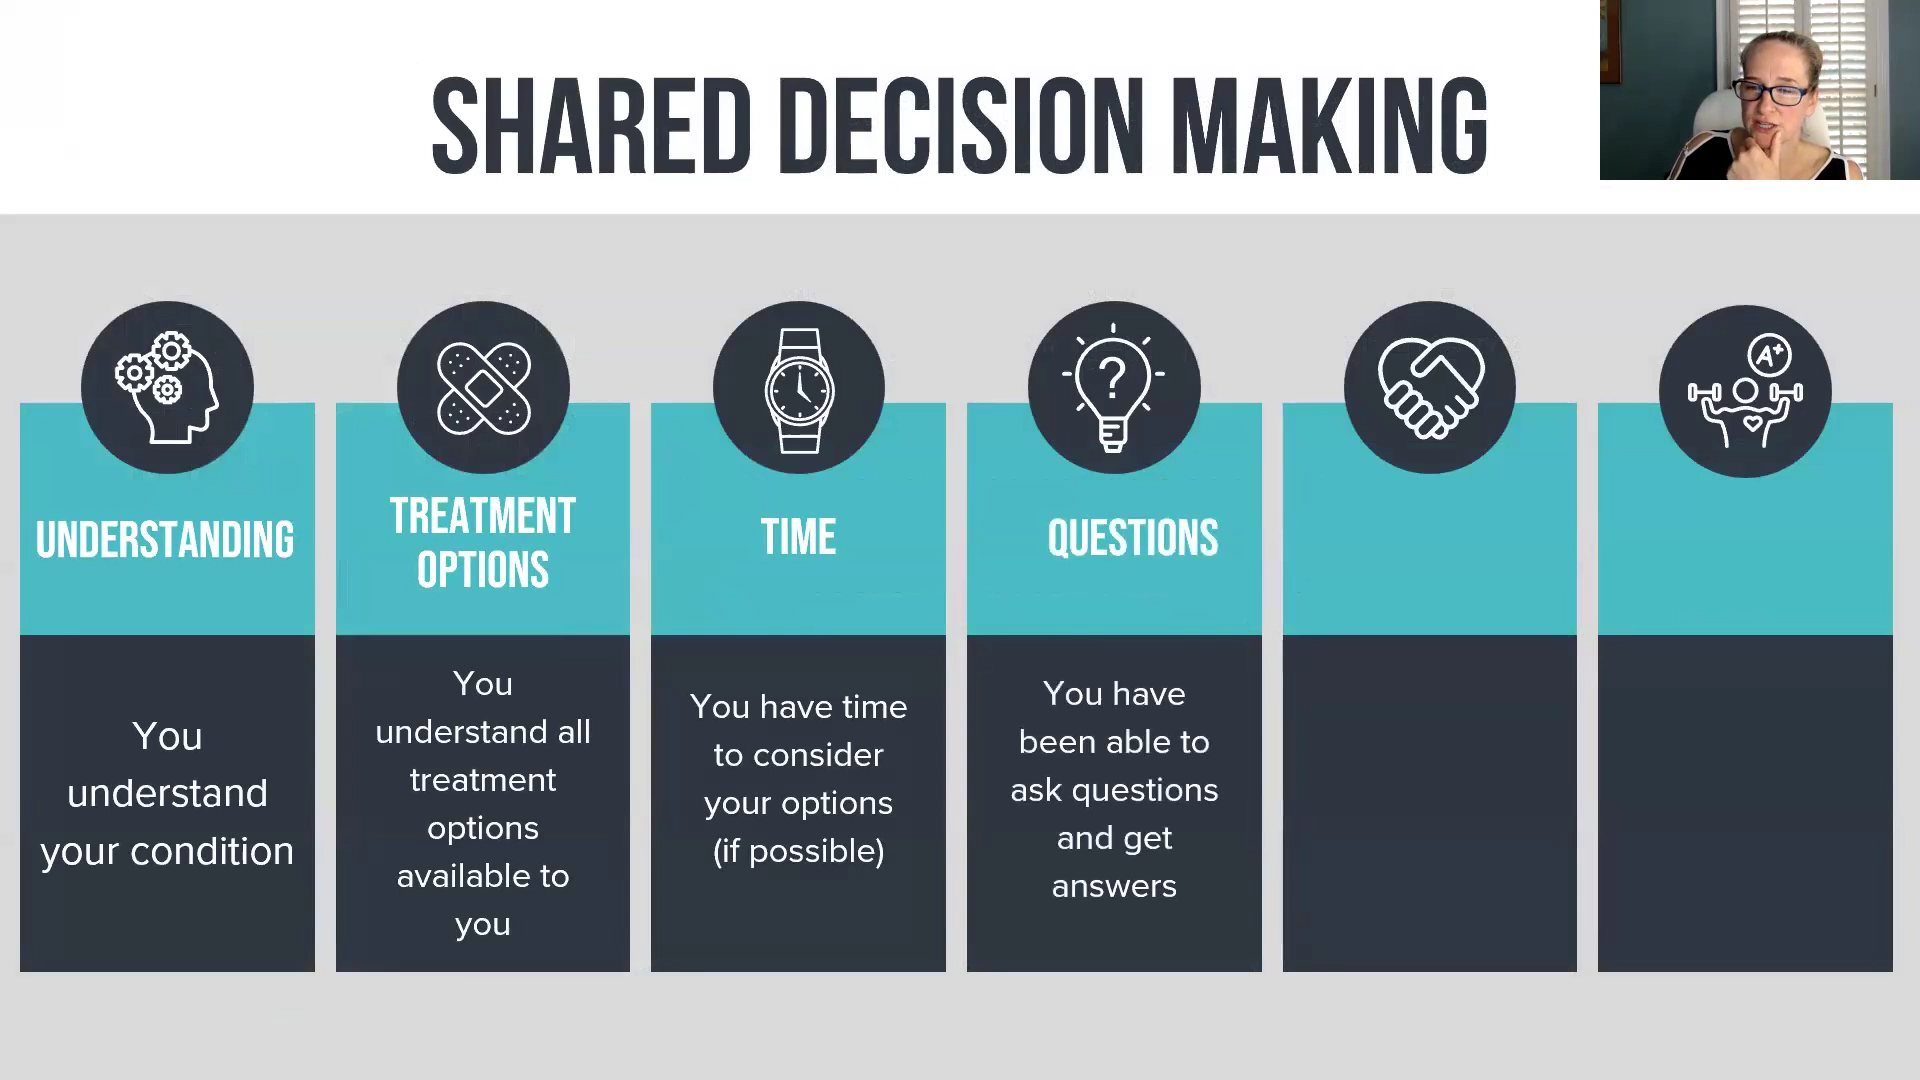 SHARED DECISION MAKING
A+
UNDERSTANDING
You
understand
your condition
TREATMENT
OPTIONS
You
understand all
treatment
options
available to
you
TIME
You have time
to consider
your options
(if possible)
?
QUESTIONS
You have
been able to
ask questions
and get
answers